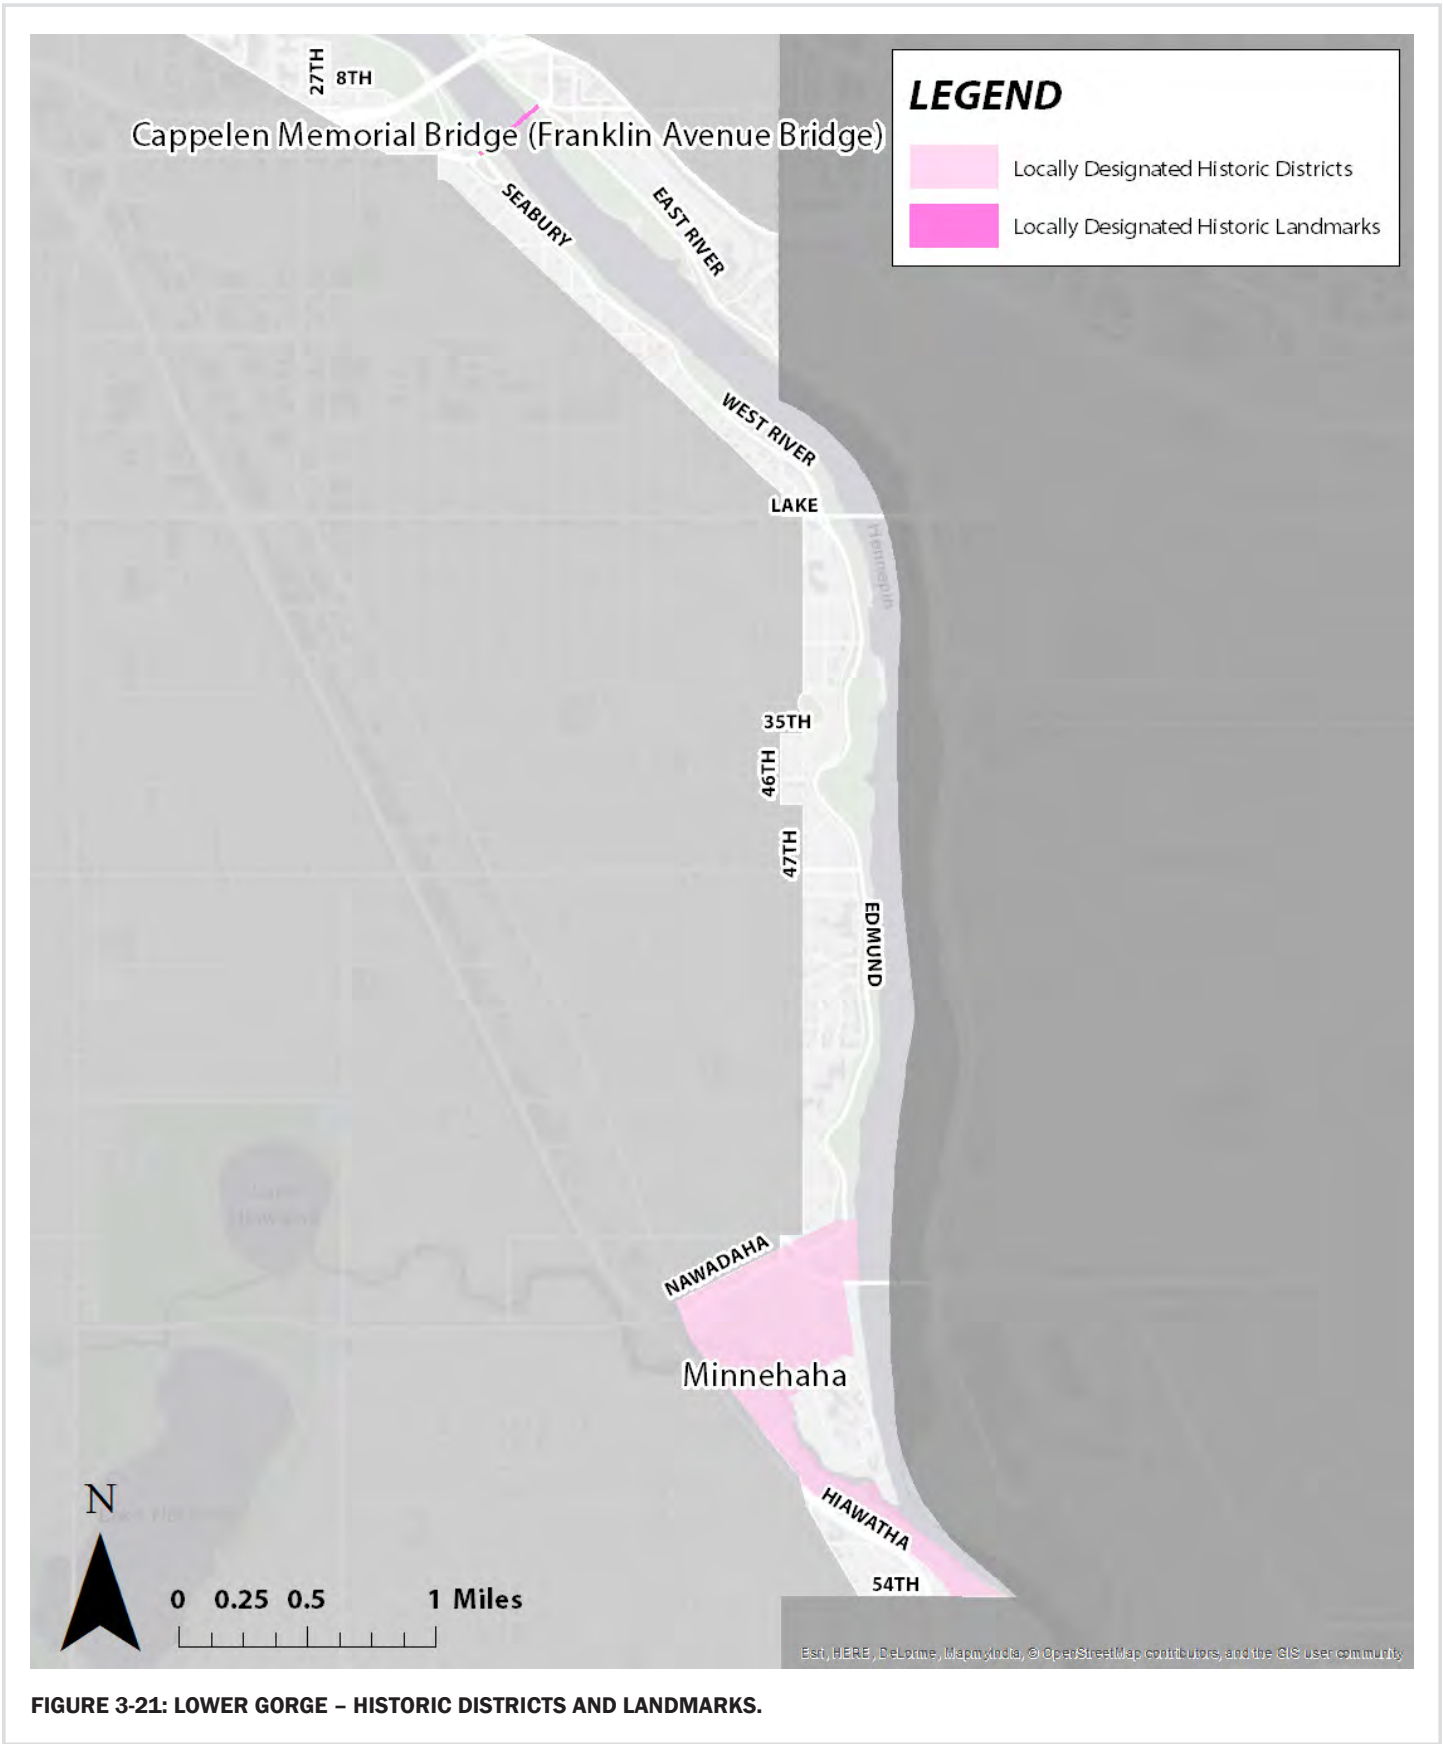 27TH
8TH
Cappelen Memorial Bridge (Franklin Avenue Bridge)
LEGEND
Locally Designated Historic Districts
Locally Designated Historic Landmarks
SEABURY
EAST RIVER
WEST RIVER
LAKE
Hennepin
35TH
46TH
47TH
EDMUND
NAWADAHA
Minnehaha
HIAWATHA
54TH
N
0 0.25 0.5 1 Miles
Esri, HERE, DeLorme, MapmyIndia, © OpenStreetMap contributors, and the GIS user community
FIGURE 3-21: LOWER GORGE – HISTORIC DISTRICTS AND LANDMARKS.